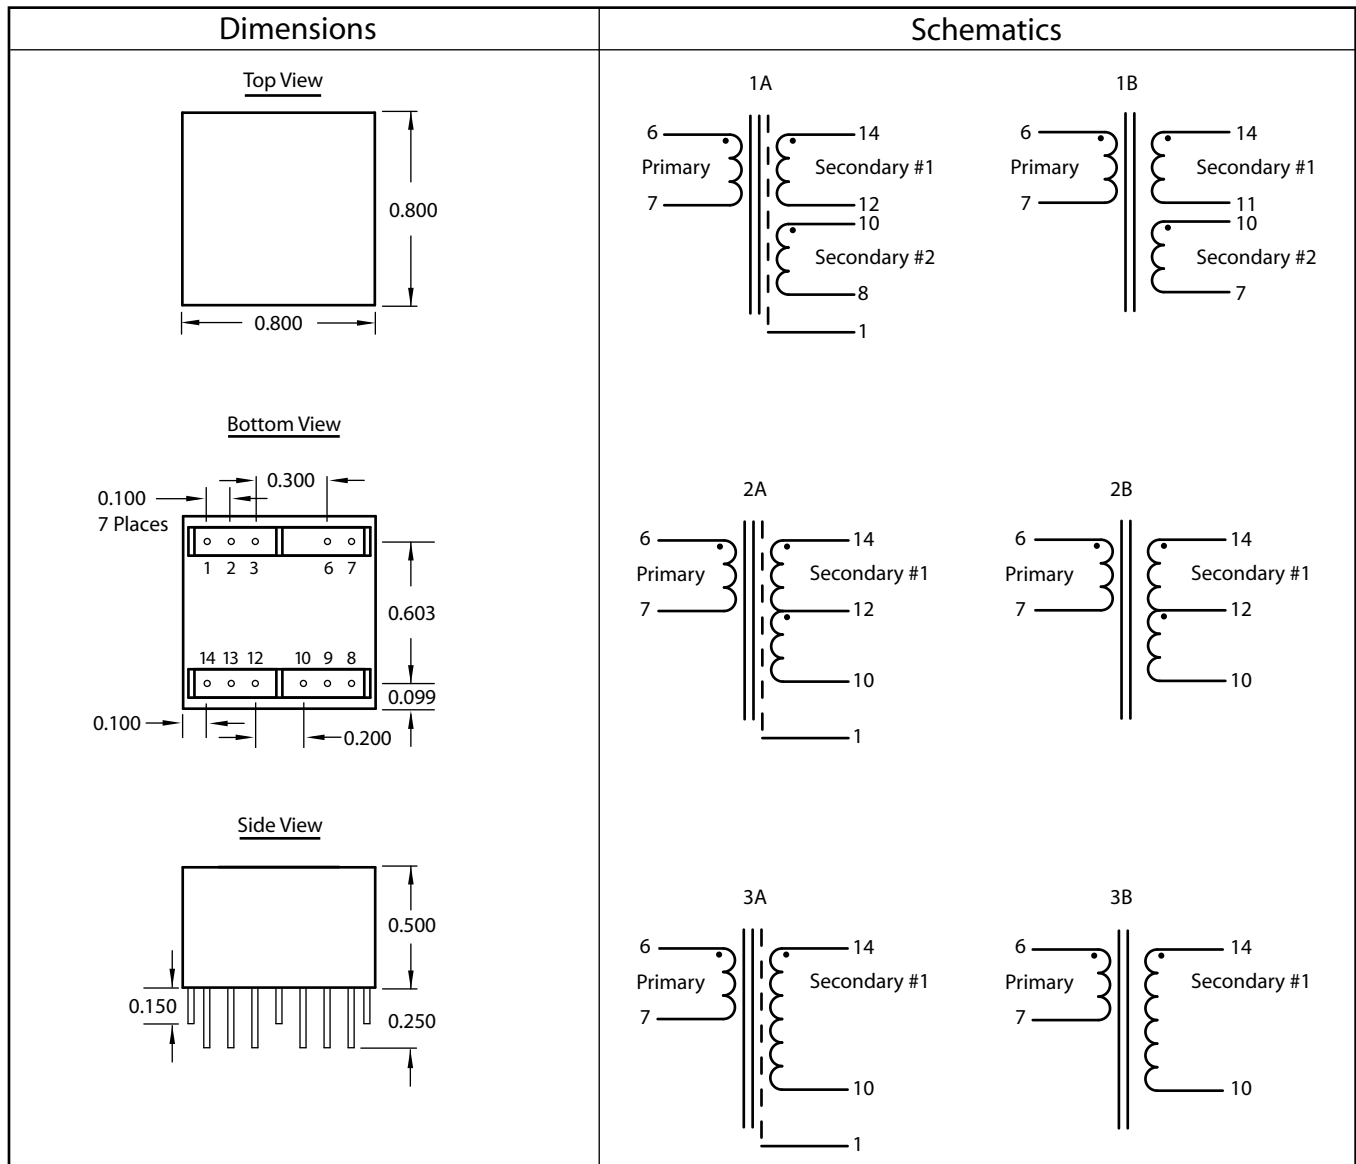 Dimensions
Schematics
Top View
0.800
0.800
Bottom View
0.300
0.100
7 Places
1 2 3 6 7
0.603
14 13 12 10 9 8
0.099
0.100
0.200
Side View
0.500
0.150
0.250
1A
6
Primary
7
14
Secondary #1
12
10
Secondary #2
8
1
1B
6
Primary
7
14
Secondary #1
11
10
Secondary #2
7
2A
6
Primary
7
14
Secondary #1
12
10
1
2B
6
Primary
7
14
Secondary #1
12
10
3A
6
Primary
7
14
Secondary #1
10
1
3B
6
Primary
7
14
Secondary #1
10